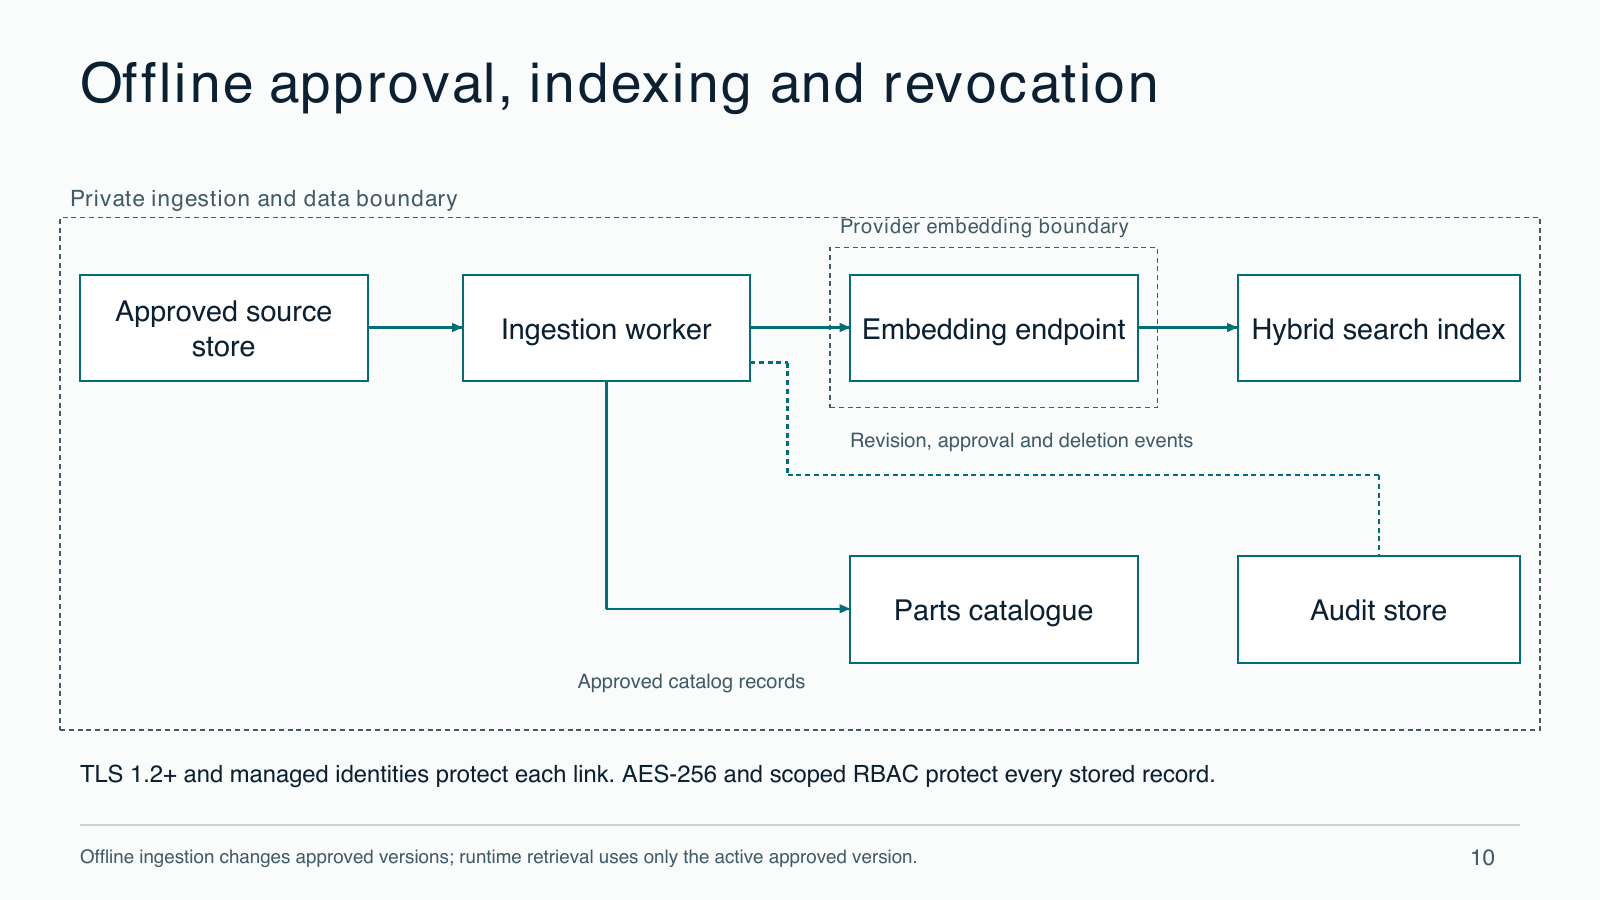 Offline approval, indexing and revocation
Private ingestion and data boundary
Provider embedding boundary
Approved source
store
Ingestion worker
Embedding endpoint
Hybrid search index
Revision, approval and deletion events
Parts catalogue
Audit store
Approved catalog records
TLS 1.2+ and managed identities protect each link. AES-256 and scoped RBAC protect every stored record.
Offline ingestion changes approved versions; runtime retrieval uses only the active approved version.
10